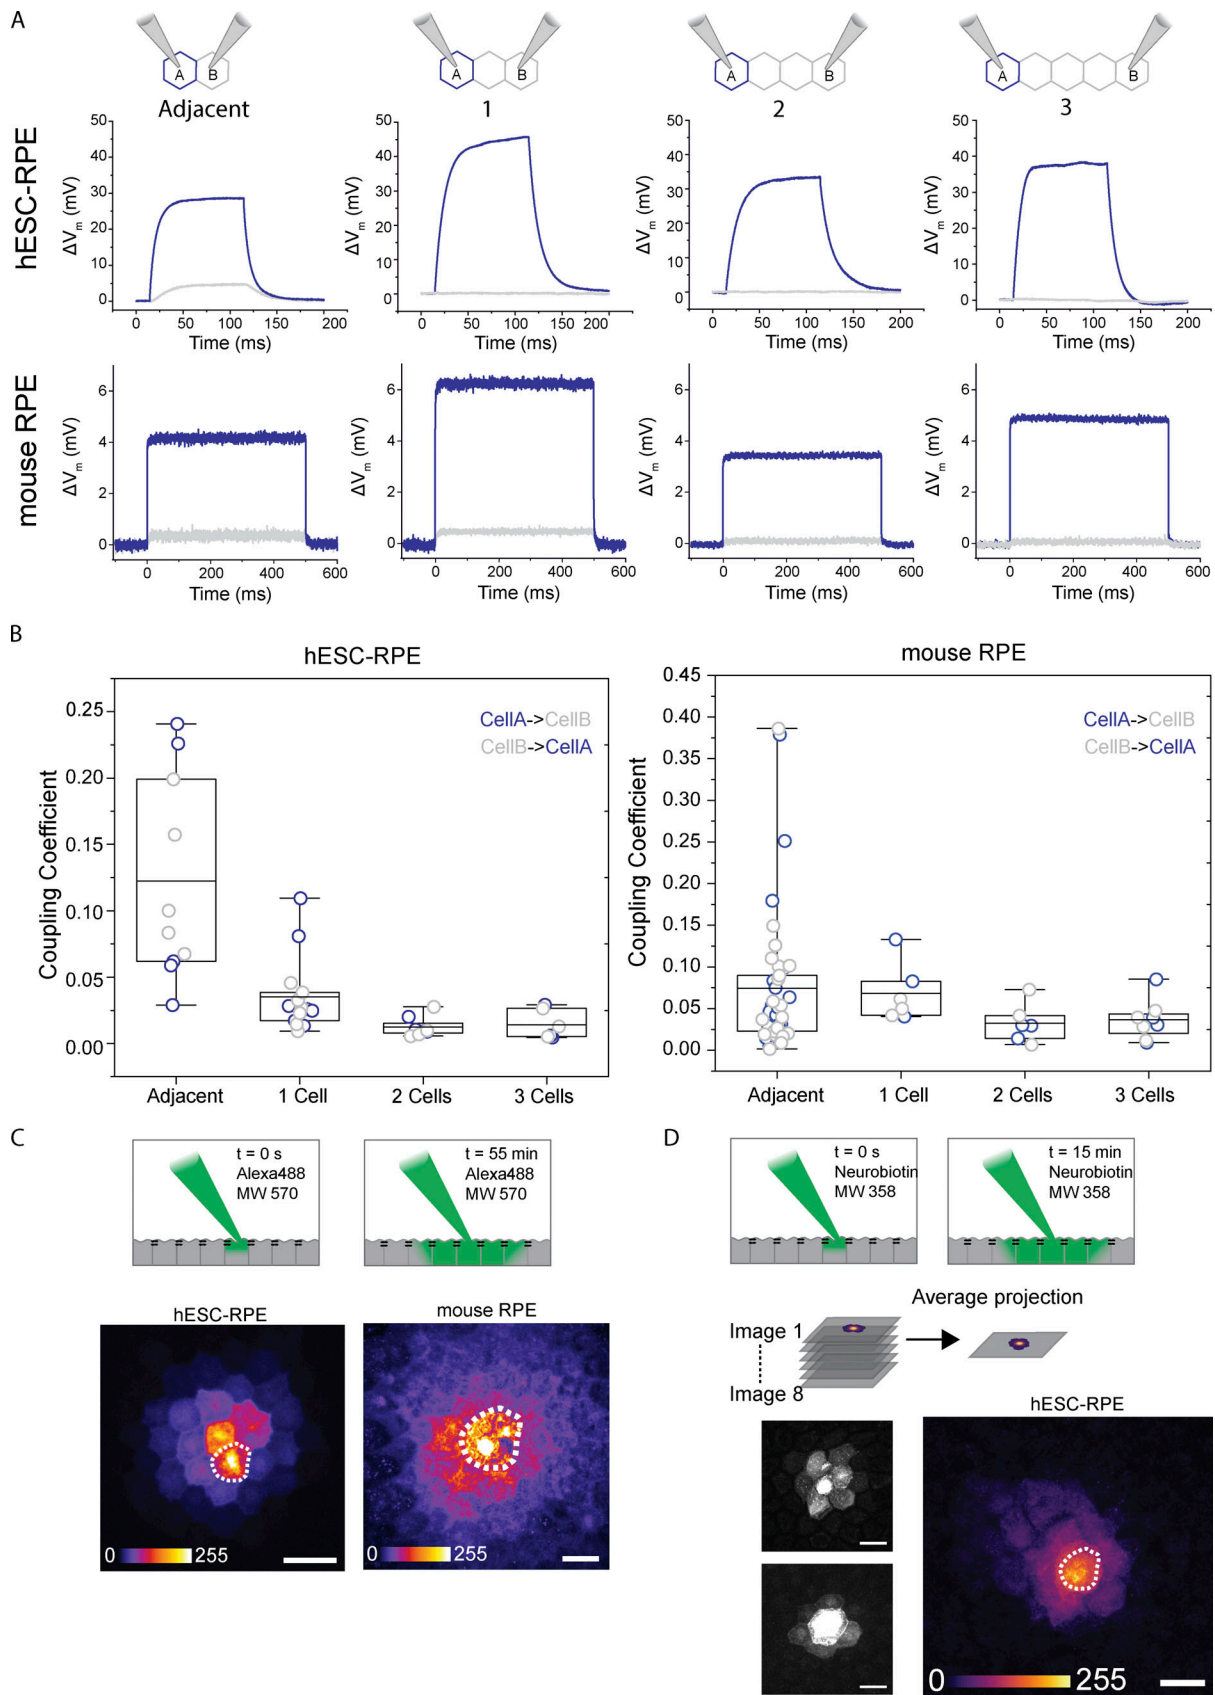 A
A B
A B
A B
A B
Adjacent
1
2
3
hESC-RPE
ΔVm (mV)
50
40
30
20
10
0
0 50 100 150 200
Time (ms)
ΔVm (mV)
50
40
30
20
10
0
0 50 100 150 200
Time (ms)
ΔVm (mV)
50
40
30
20
10
0
0 50 100 150 200
Time (ms)
ΔVm (mV)
50
40
30
20
10
0
0 50 100 150 200
Time (ms)
mouse RPE
ΔVm (mV)
6
4
2
0
0 200 400 600
Time (ms)
ΔVm (mV)
6
4
2
0
0 200 400 600
Time (ms)
ΔVm (mV)
6
4
2
0
0 200 400 600
Time (ms)
ΔVm (mV)
6
4
2
0
0 200 400 600
Time (ms)
B
hESC-RPE
CellA->CellB
CellB->CellA
Coupling Coefficient
0.25
0.20
0.15
0.10
0.05
0.00
Adjacent 1 Cell 2 Cells 3 Cells
mouse RPE
CellA->CellB
CellB->CellA
Coupling Coefficient
0.45
0.40
0.35
0.30
0.25
0.20
0.15
0.10
0.05
0.00
Adjacent 1 Cell 2 Cells 3 Cells
C
t = 0 s
Alexa488
MW 570
t = 55 min
Alexa488
MW 570
hESC-RPE
0 255
mouse RPE
0 255
D
t = 0 s
Neurobiotin
MW 358
t = 15 min
Neurobiotin
MW 358
Average projection
Image 1
Image 8
hESC-RPE
0 255